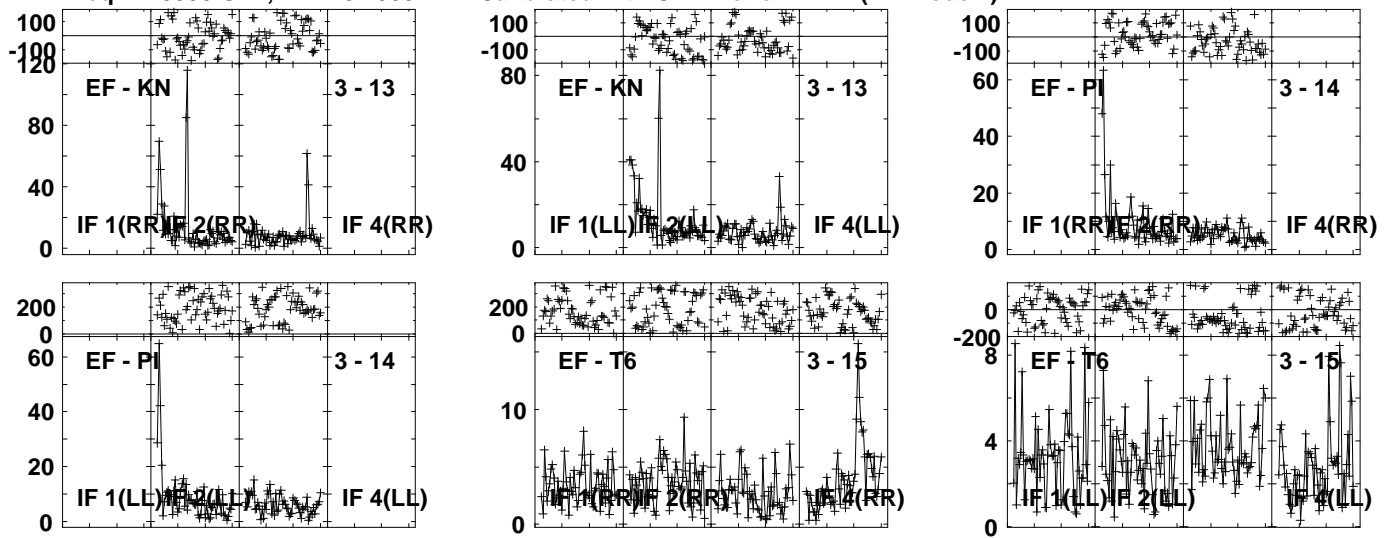 100
-100
120
80
40
0
EF - KN
3 - 13
IF 1(RR)
IF 2(RR)
IF 4(RR)
100
-100
80
40
0
EF - KN
3 - 13
IF 1(LL)
IF 2(LL)
IF 4(LL)
100
-100
60
40
20
0
EF - PI
3 - 14
IF 1(RR)
IF 2(RR)
IF 4(RR)
200
0
60
40
20
0
EF - PI
3 - 14
IF 1(LL)
IF 2(LL)
IF 4(LL)
200
0
10
0
EF - T6
3 - 15
IF 1(RR)
IF 2(RR)
IF 4(RR)
0
-200
8
4
0
EF - T6
3 - 15
IF 1(LL)
IF 2(LL)
IF 4(LL)